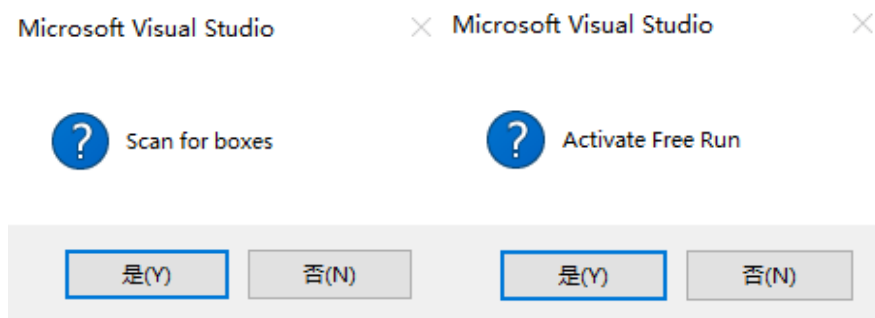 Microsoft Visual Studio
Scan for boxes
是(Y)
否(N)
Microsoft Visual Studio
Activate Free Run
是(Y)
否(N)